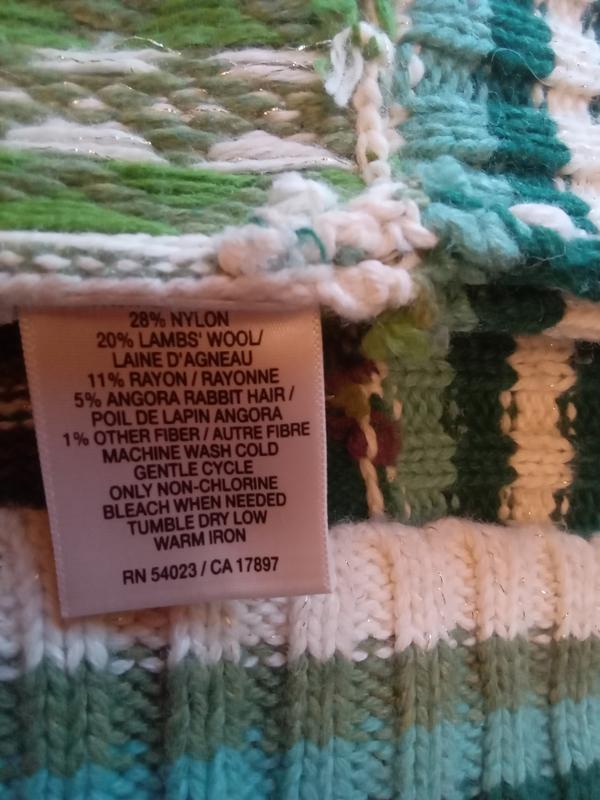 28% NYLON
20% LAMBS' WOOL/
LAINE D'AGNEAU
11% RAYON / RAYONNE
5% ANGORA RABBIT HAIR /
POIL DE LAPIN ANGORA
1% OTHER FIBER / AUTRE FIBRE
MACHINE WASH COLD
GENTLE CYCLE
ONLY NON-CHLORINE
BLEACH WHEN NEEDED
TUMBLE DRY LOW
WARM IRON
RN 54023 / CA 17897